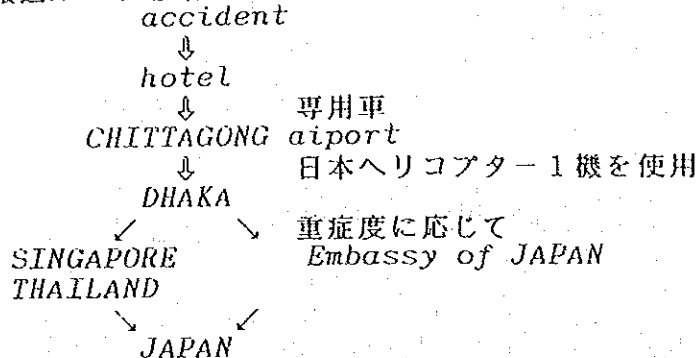 accident
⇓
hotel
⇓ 専用車
CHITTAGONG aiport
⇓ 日本ヘリコプター1機を使用
DHAKA
↙ ↘ 重症度に応じて
SINGAPORE Embassy of JAPAN
THAILAND
↘ ↙
JAPAN